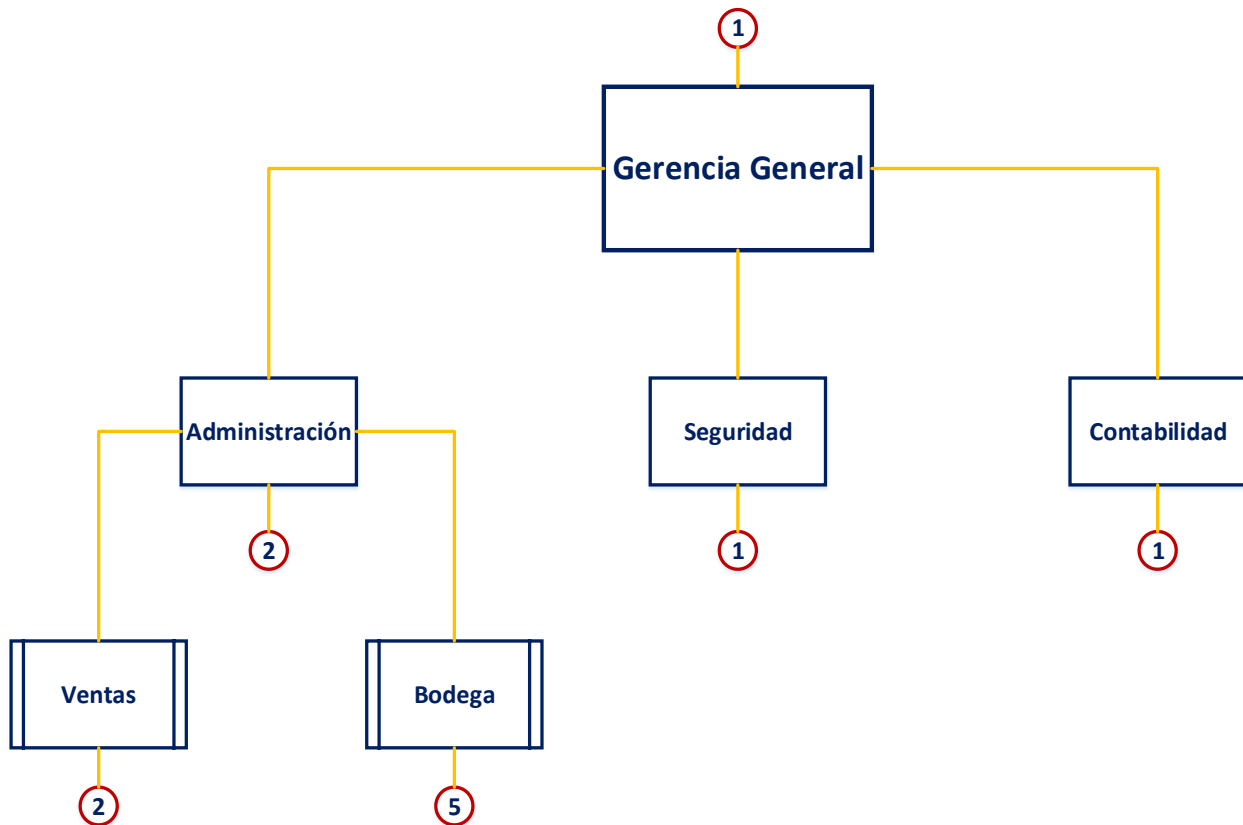 1
Gerencia General
Administración
Seguridad
Contabilidad
2
1
1
Ventas
Bodega
2
5